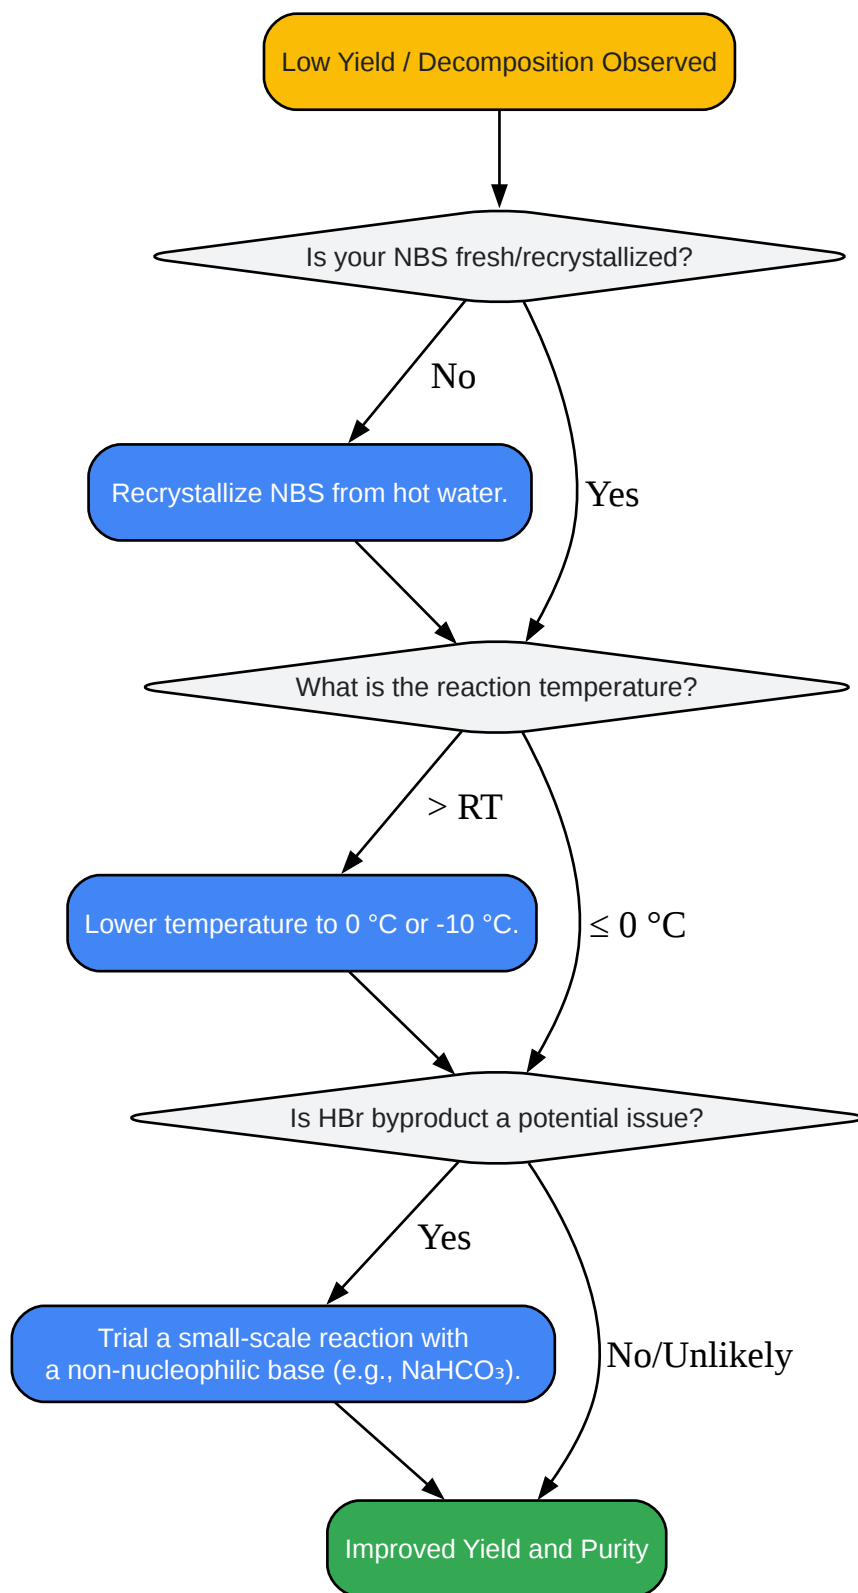 Low Yield / Decomposition Observed
Is your NBS fresh/recrystallized?
No
Recrystallize NBS from hot water.
Yes
What is the reaction temperature?
> RT
Lower temperature to 0 °C or -10 °C.
≤ 0 °C
Is HBr byproduct a potential issue?
Yes
Trial a small-scale reaction with
a non-nucleophilic base (e.g., NaHCO₃).
No/Unlikely
Improved Yield and Purity